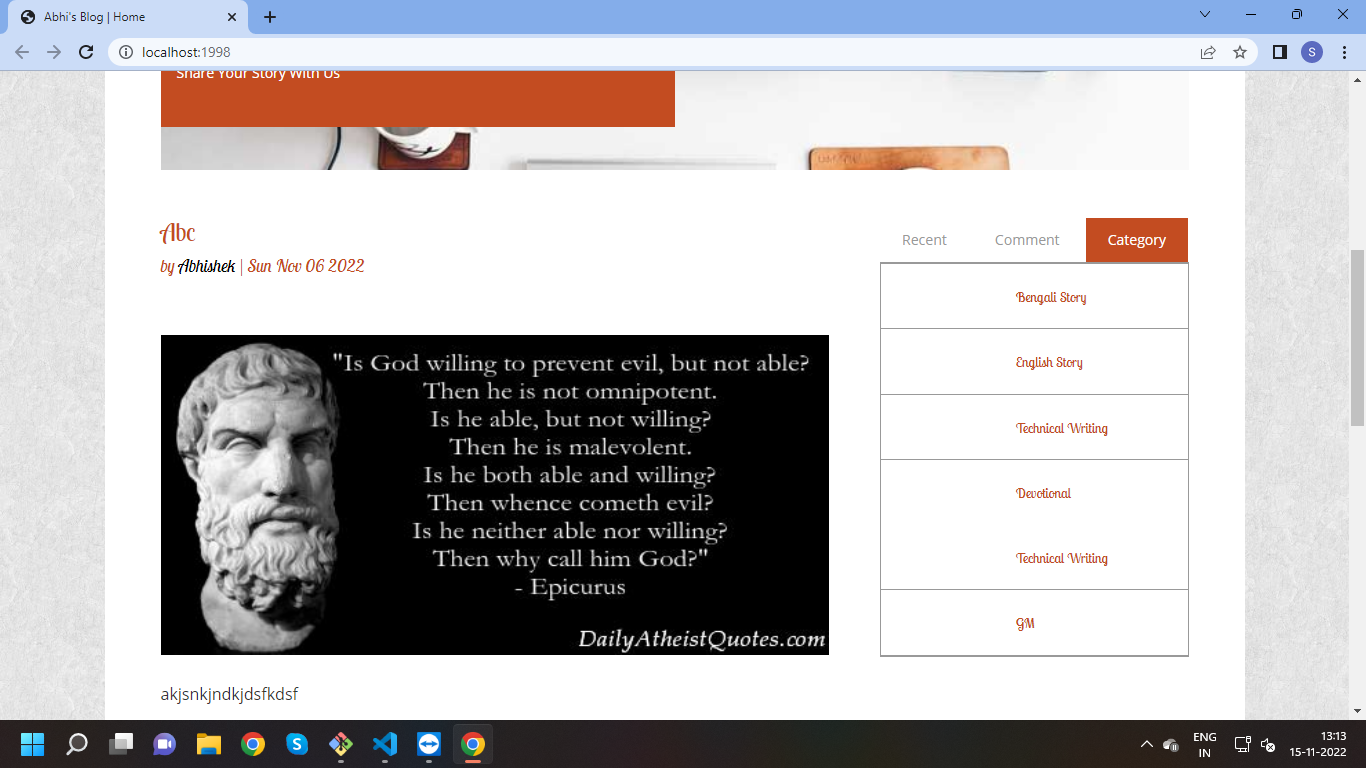 Abhi's Blog | Home
localhost:1998
S
Share Your Story With Us
Abc
by Abhishek | Sun Nov 06 2022
Recent Comment Category
Bengali Story
English Story
Technical Writing
Devotional
Technical Writing
GM
"Is God willing to prevent evil, but not able?
Then he is not omnipotent.
Is he able, but not willing?
Then he is malevolent.
Is he both able and willing?
Then whence cometh evil?
Is he neither able nor willing?
Then why call him God?"
- Epicurus
DailyAtheistQuotes.com
akjsnkjndkjdsfkdsf
ENG
IN
13:13
15-11-2022